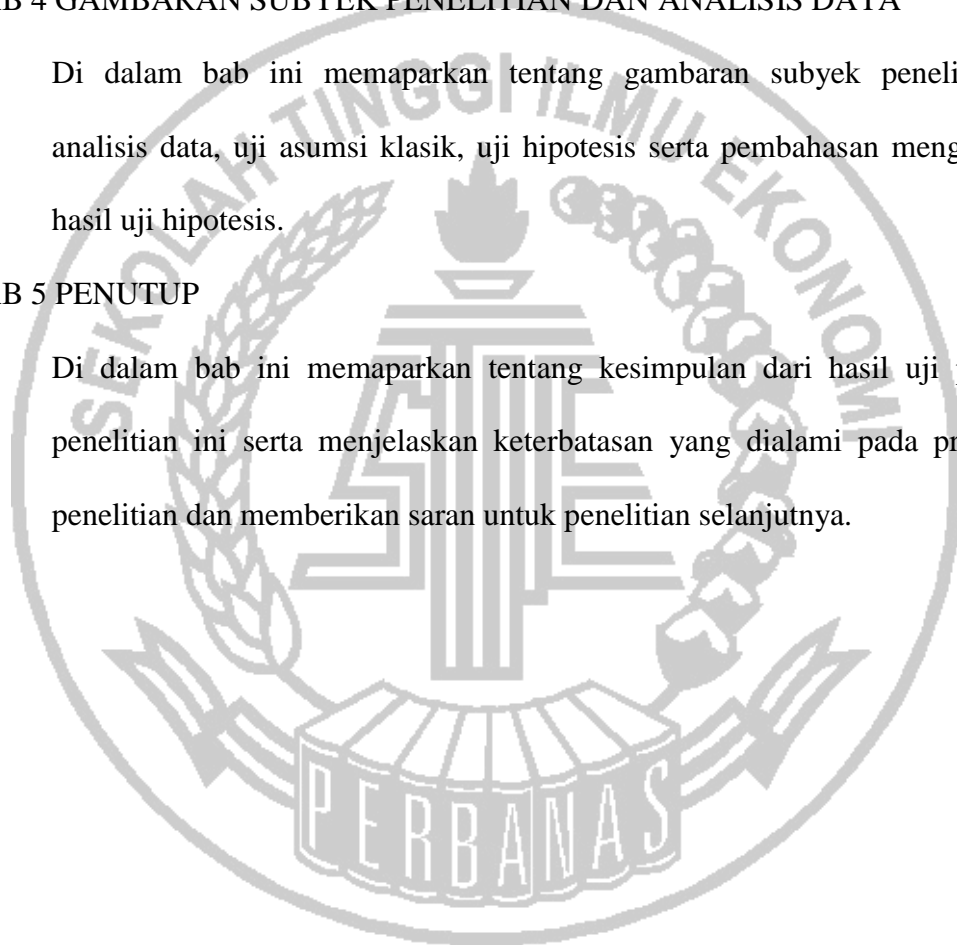 AB 4 GAMBARAN SUBYEK PENELITIAN DAN ANALISIS DATA
Di dalam bab ini memaparkan tentang gambaran subyek peneli
analisis data, uji asumsi klasik, uji hipotesis serta pembahasan meng
hasil uji hipotesis.
AB 5 PENUTUP
Di dalam bab ini memaparkan tentang kesimpulan dari hasil uji p
penelitian ini serta menjelaskan keterbatasan yang dialami pada pr
penelitian dan memberikan saran untuk penelitian selanjutnya.
SEKOLAH TINGGI ILMU EKONOMI
PERBANAS